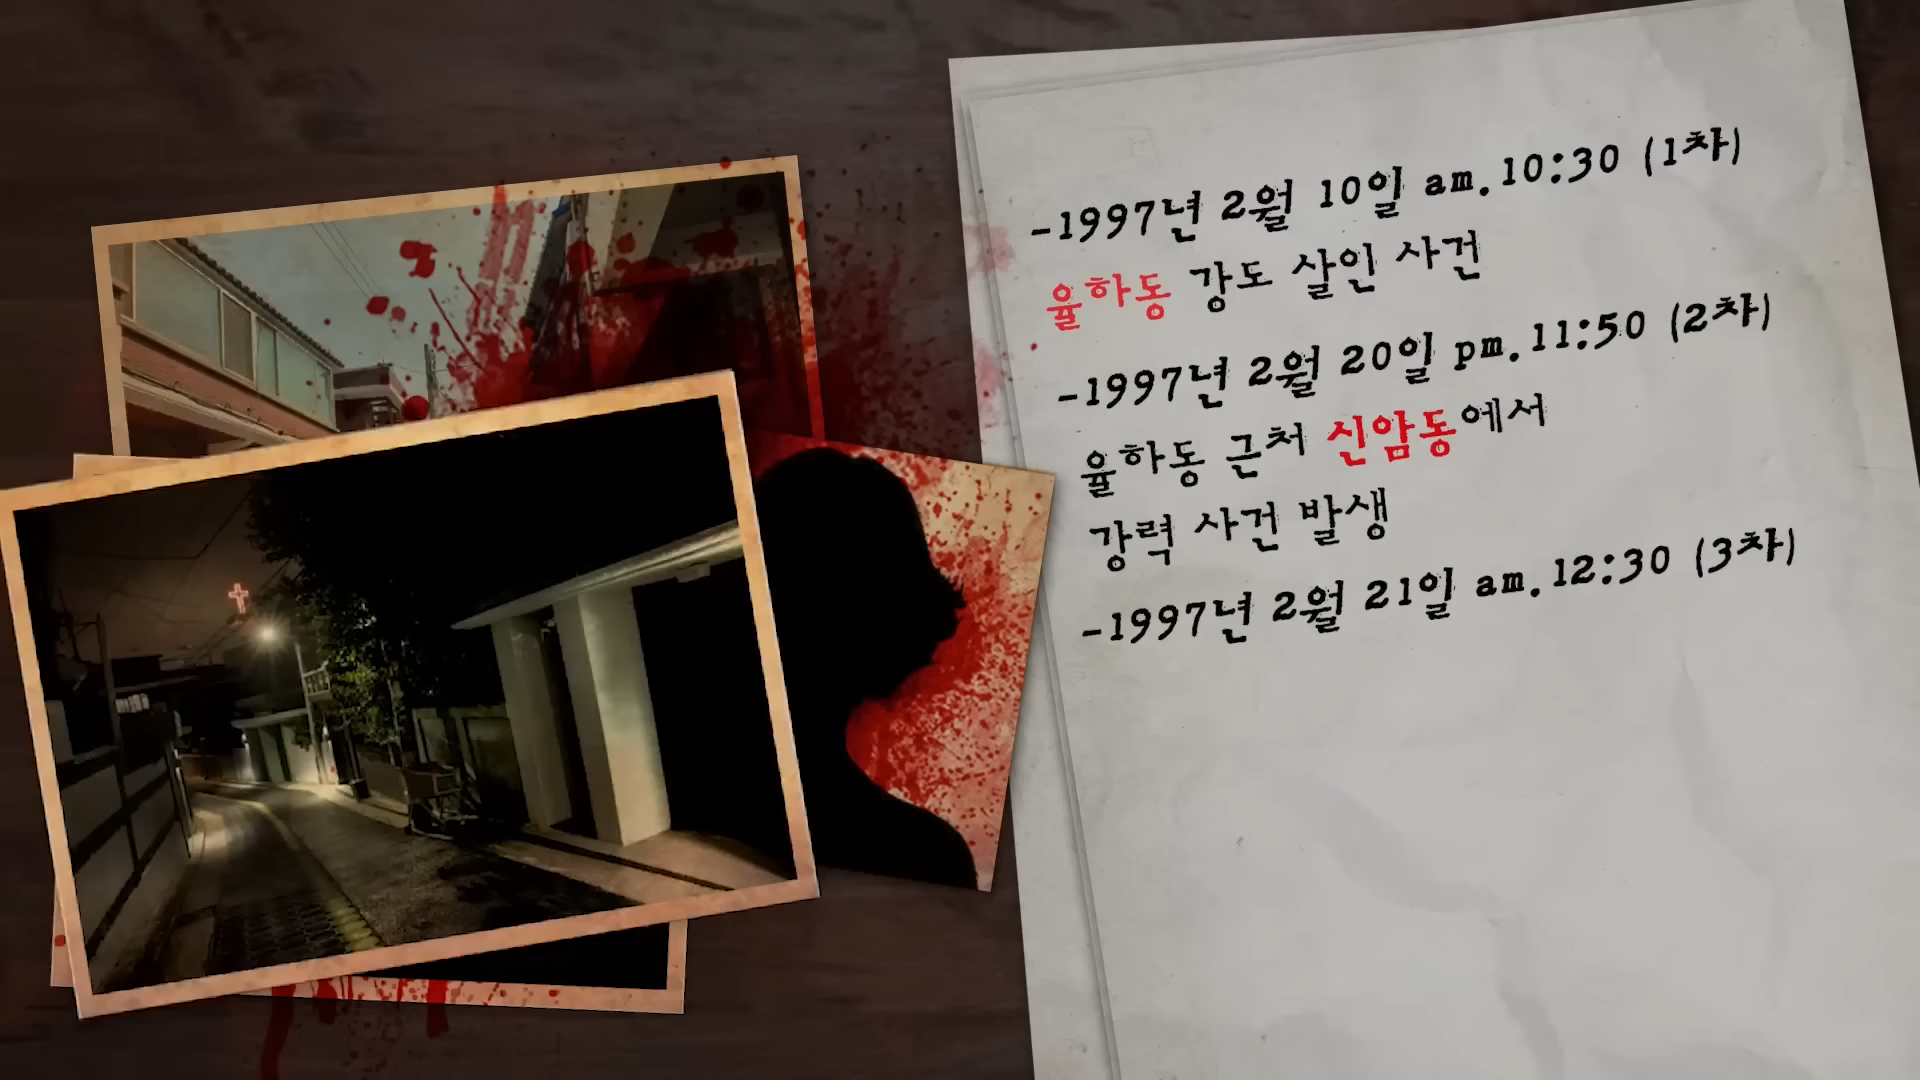 -1997년 2월 10일 am.10:30 (1차)
율하동 강도 살인 사건
-1997년 2월 20일 pm.11:50 (2차)
율하동 근처 신암동에서
강력 사건 발생
-1997년 2월 21일 am.12:30 (3차)